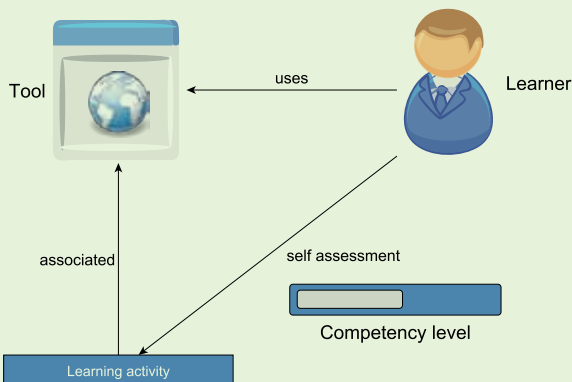 uses
Tool
Learner
associated
self assessment
Competency level
Learning activity